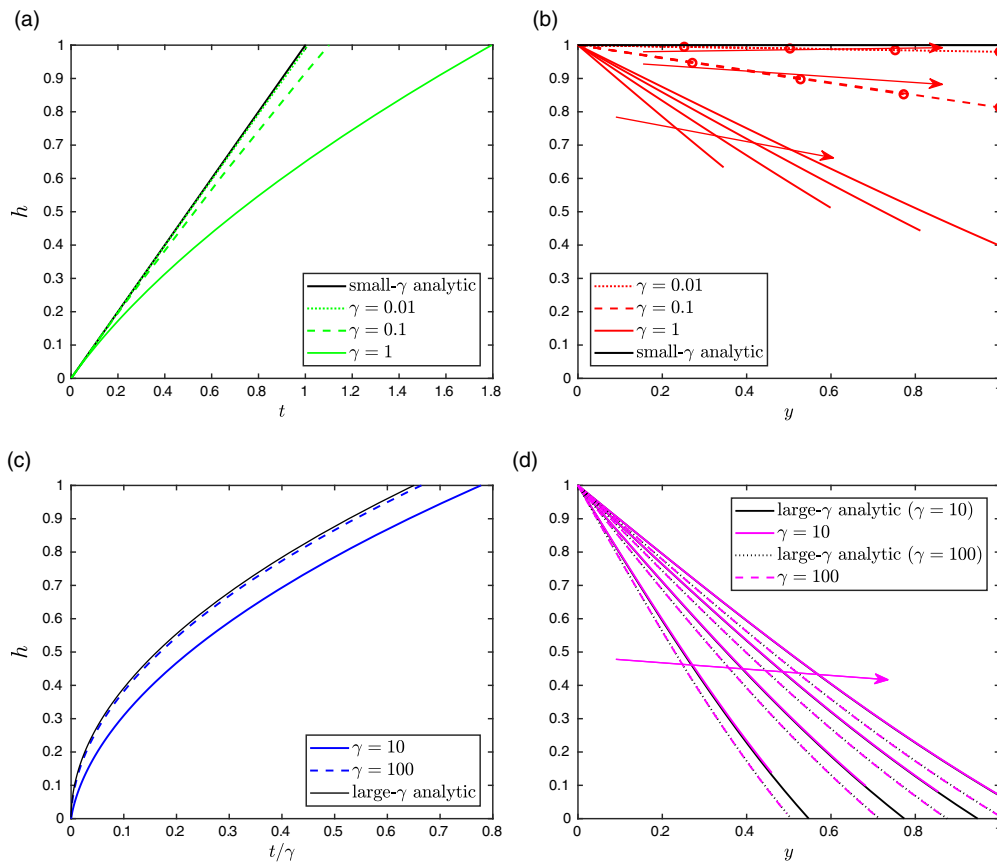 (a)
1
0.9
0.8
0.7
0.6
0.5
0.4
0.3
0.2
0.1
0
h
small-γ analytic
γ = 0.01
γ = 0.1
γ = 1
0 0.2 0.4 0.6 0.8 1.0 1.2 1.4 1.6 1.8
t
(b)
1
0.9
0.8
0.7
0.6
0.5
0.4
0.3
0.2
0.1
0
γ = 0.01
γ = 0.1
γ = 1
small-γ analytic
0 0.2 0.4 0.6 0.8 1
y
(c)
1
0.9
0.8
0.7
0.6
0.5
0.4
0.3
0.2
0.1
0
h
γ = 10
γ = 100
large-γ analytic
0 0.1 0.2 0.3 0.4 0.5 0.6 0.7 0.8
t/γ
(d)
1
0.9
0.8
0.7
0.6
0.5
0.4
0.3
0.2
0.1
0
large-γ analytic (γ = 10)
γ = 10
large-γ analytic (γ = 100)
γ = 100
0 0.2 0.4 0.6 0.8 1
y